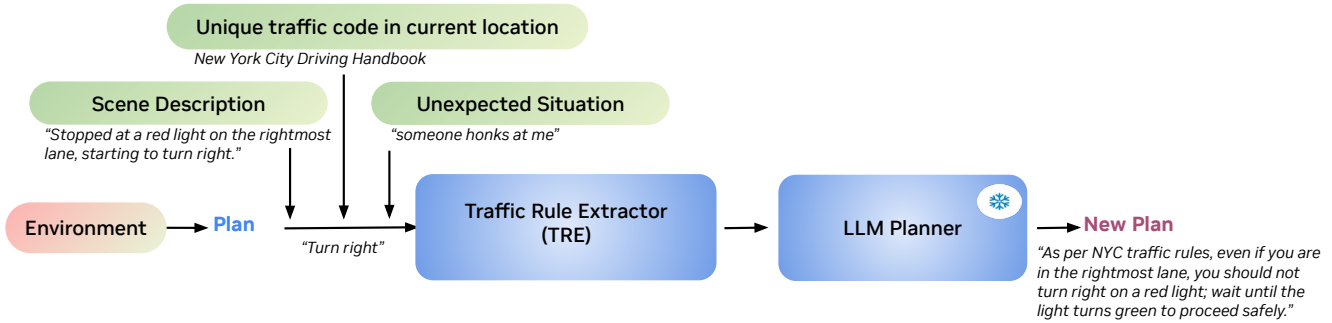 Unique traffic code in current location
New York City Driving Handbook
Scene Description
Unexpected Situation
“Stopped at a red light on the rightmost
lane, starting to turn right.”
“someone honks at me”
Environment
Plan
“Turn right”
Traffic Rule Extractor
(TRE)
LLM Planner
New Plan
“As per NYC traffic rules, even if you are
in the rightmost lane, you should not
turn right on a red light; wait until the
light turns green to proceed safely.”